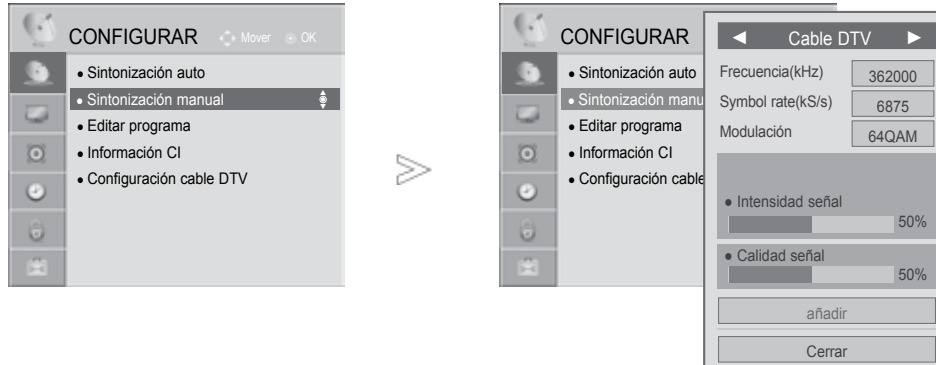 CONFIGURAR Mover OK
• Sintonización auto
• Sintonización manual
• Editar programa
• Información CI
• Configuración cable DTV
CONFIGURAR
• Sintonización auto
• Sintonización manu
• Editar programa
• Información CI
• Configuración cable
◄ Cable DTV ►
Frecuencia(kHz) 362000
Symbol rate(kS/s) 6875
Modulación 64QAM
• Intensidad señal
50%
• Calidad señal
50%
añadir
Cerrar